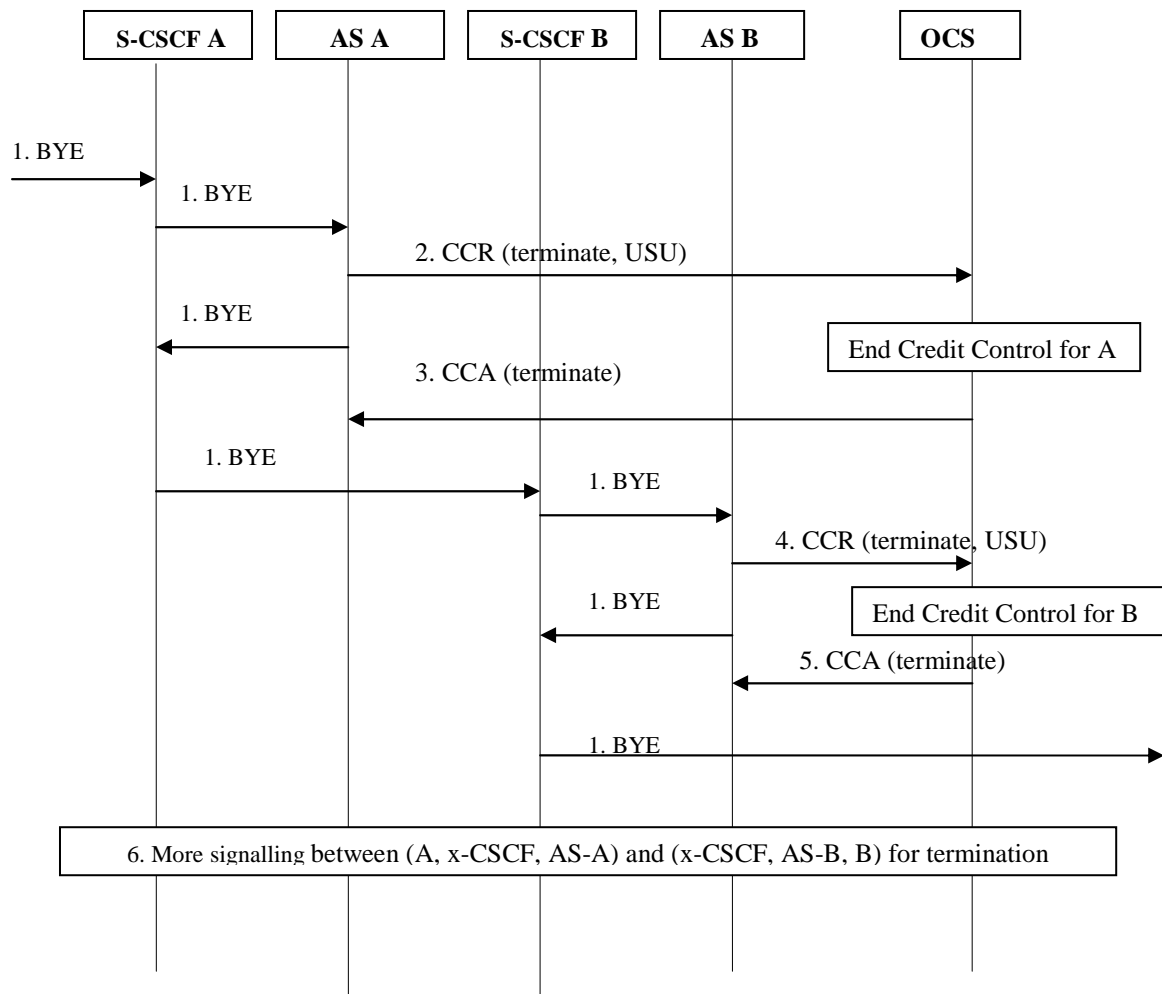 S-CSCF A
AS A
S-CSCF B
AS B
OCS
1. BYE
1. BYE
2. CCR (terminate, USU)
1. BYE
End Credit Control for A
3. CCA (terminate)
1. BYE
1. BYE
4. CCR (terminate, USU)
1. BYE
End Credit Control for B
5. CCA (terminate)
1. BYE
6. More signalling between (A, x-CSCF, AS-A) and (x-CSCF, AS-B, B) for termination